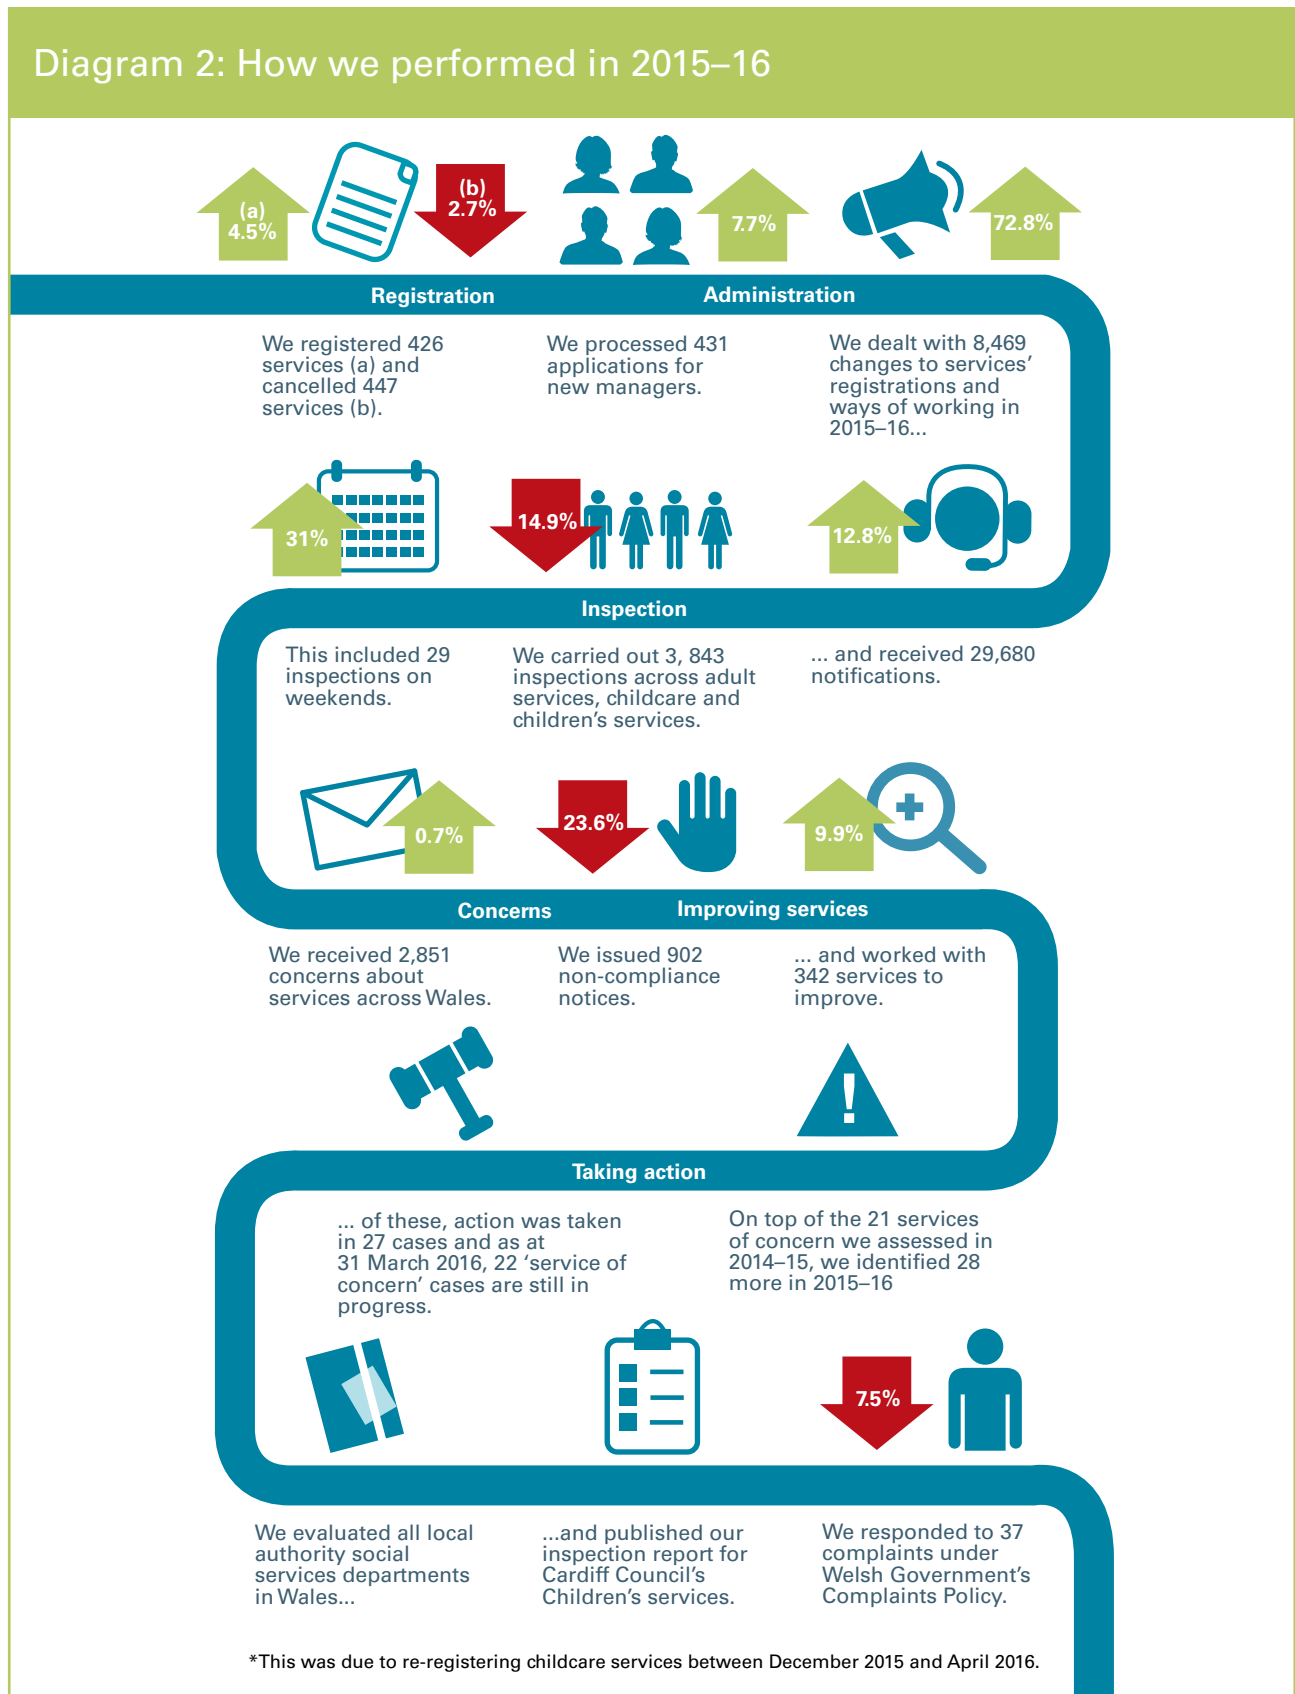 Diagram 2: How we performed in 2015–16
(a)
4.5%
(b)
2.7%
7.7%
72.8%
Registration
Administration
We registered 426
services (a) and
cancelled 447
services (b).
We processed 431
applications for
new managers.
We dealt with 8,469
changes to services’
registrations and
ways of working in
2015–16...
31%
14.9%
12.8%
Inspection
This included 29
inspections on
weekends.
We carried out 3, 843
inspections across adult
services, childcare and
children’s services.
... and received 29,680
notifications.
0.7%
23.6%
9.9%
Concerns
Improving services
We received 2,851
concerns about
services across Wales.
We issued 902
non-compliance
notices.
... and worked with
342 services to
improve.
!
Taking action
... of these, action was taken
in 27 cases and as at
31 March 2016, 22 ‘service of
concern’ cases are still in
progress.
On top of the 21 services
of concern we assessed in
2014–15, we identified 28
more in 2015–16
7.5%
We evaluated all local
authority social
services departments
in Wales...
...and published our
inspection report for
Cardiff Council’s
Children’s services.
We responded to 37
complaints under
Welsh Government’s
Complaints Policy.
*This was due to re-registering childcare services between December 2015 and April 2016.